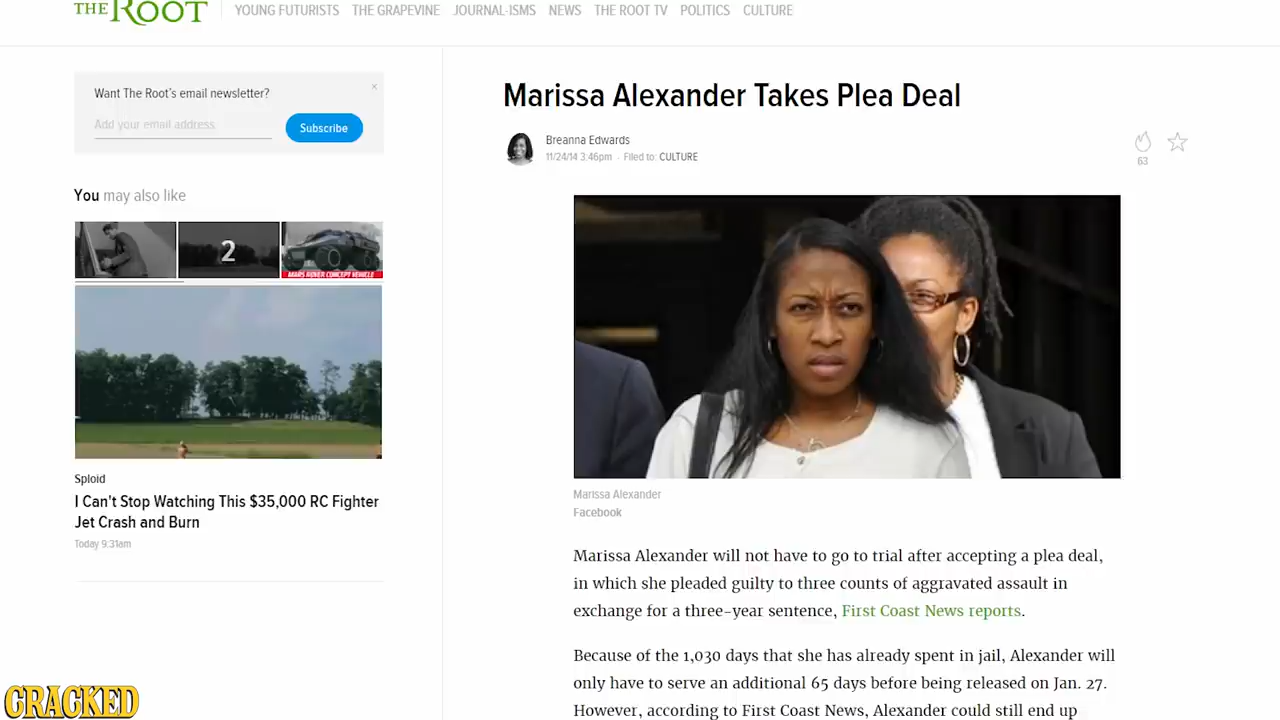 THE ROOT
YOUNG FUTURISTS THE GRAPEVINE JOURNAL-ISMS NEWS THE ROOT TV POLITICS CULTURE
Want The Root's email newsletter?
Add your email address
Subscribe
You may also like
2
MARS ROVER CONCEPT VEHICLE
Sploid
I Can't Stop Watching This $35,000 RC Fighter
Jet Crash and Burn
Today 9:31am
Marissa Alexander Takes Plea Deal
Breanna Edwards
11/24/14 3:46pm · Filed to: CULTURE
63
Marissa Alexander
Facebook
Marissa Alexander will not have to go to trial after accepting a plea deal,
in which she pleaded guilty to three counts of aggravated assault in
exchange for a three-year sentence, First Coast News reports.
Because of the 1,030 days that she has already spent in jail, Alexander will
only have to serve an additional 65 days before being released on Jan. 27.
However, according to First Coast News, Alexander could still end up
CRACKED